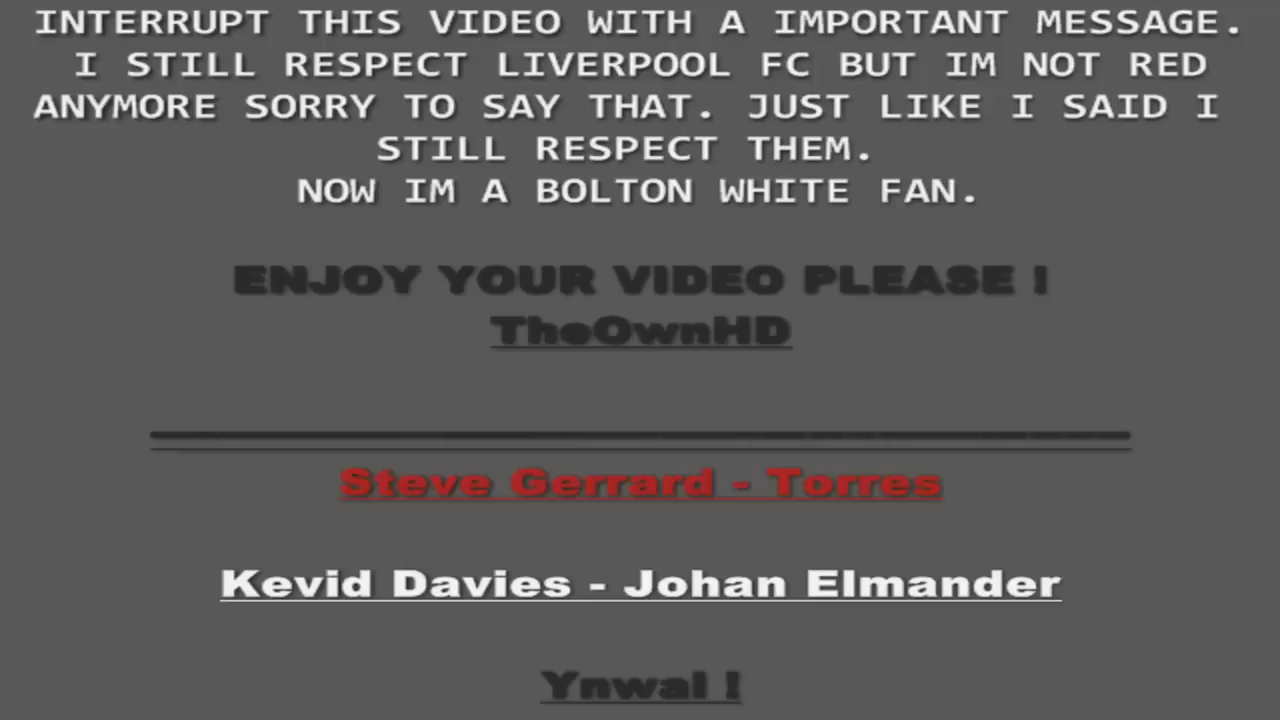 INTERRUPT THIS VIDEO WITH A IMPORTANT MESSAGE.
I STILL RESPECT LIVERPOOL FC BUT IM NOT RED
ANYMORE SORRY TO SAY THAT. JUST LIKE I SAID I
STILL RESPECT THEM.
NOW IM A BOLTON WHITE FAN.
ENJOY YOUR VIDEO PLEASE !
TheOwnHD
Steve Gerrard - Torres
Kevid Davies - Johan Elmander
Ynwal !